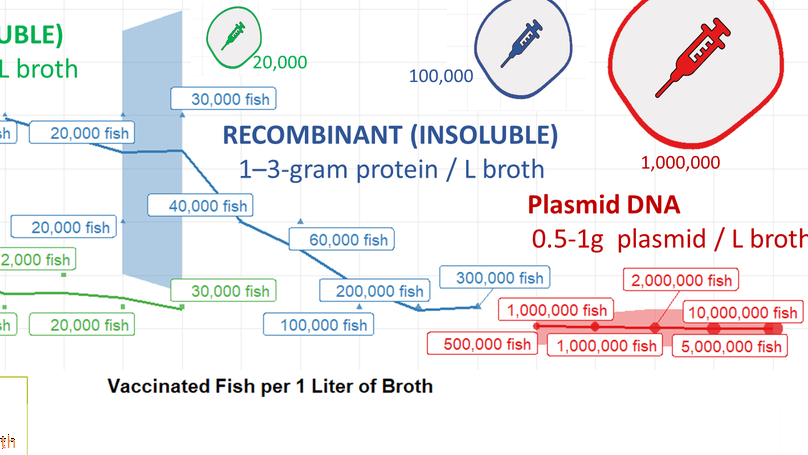 UBLE)
L broth
20,000
100,000
1,000,000
30,000 fish
20,000 fish
RECOMBINANT (INSOLUBLE)
1–3-gram protein / L broth
40,000 fish
Plasmid DNA
0.5-1g plasmid / L broth
20,000 fish
60,000 fish
2,000 fish
300,000 fish
2,000,000 fish
30,000 fish
200,000 fish
1,000,000 fish
10,000,000 fish
sh
20,000 fish
100,000 fish
500,000 fish
1,000,000 fish
5,000,000 fish
Vaccinated Fish per 1 Liter of Broth
th